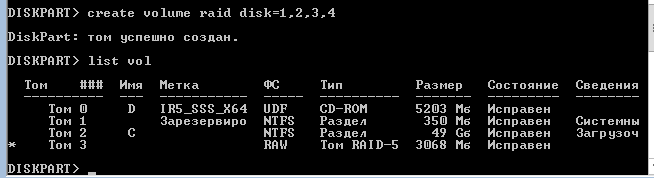 DISKPART> create volume raid disk=1,2,3,4
DiskPart: том успешно создан.
DISKPART> list vol
Том ### Имя Метка ФС Тип Размер Состояние Сведения
---------- --- ----------- ----- ---------- ------- --------- --------
Том 0 D IR5_SSS_X64 UDF CD-ROM 5203 Мб Исправен
Том 1 Зарезервиро NTFS Раздел 350 Мб Исправен Системны
Том 2 C NTFS Раздел 49 Gб Исправен Загрузоч
* Том 3 RAW Том RAID-5 3068 Мб Исправен
DISKPART> _